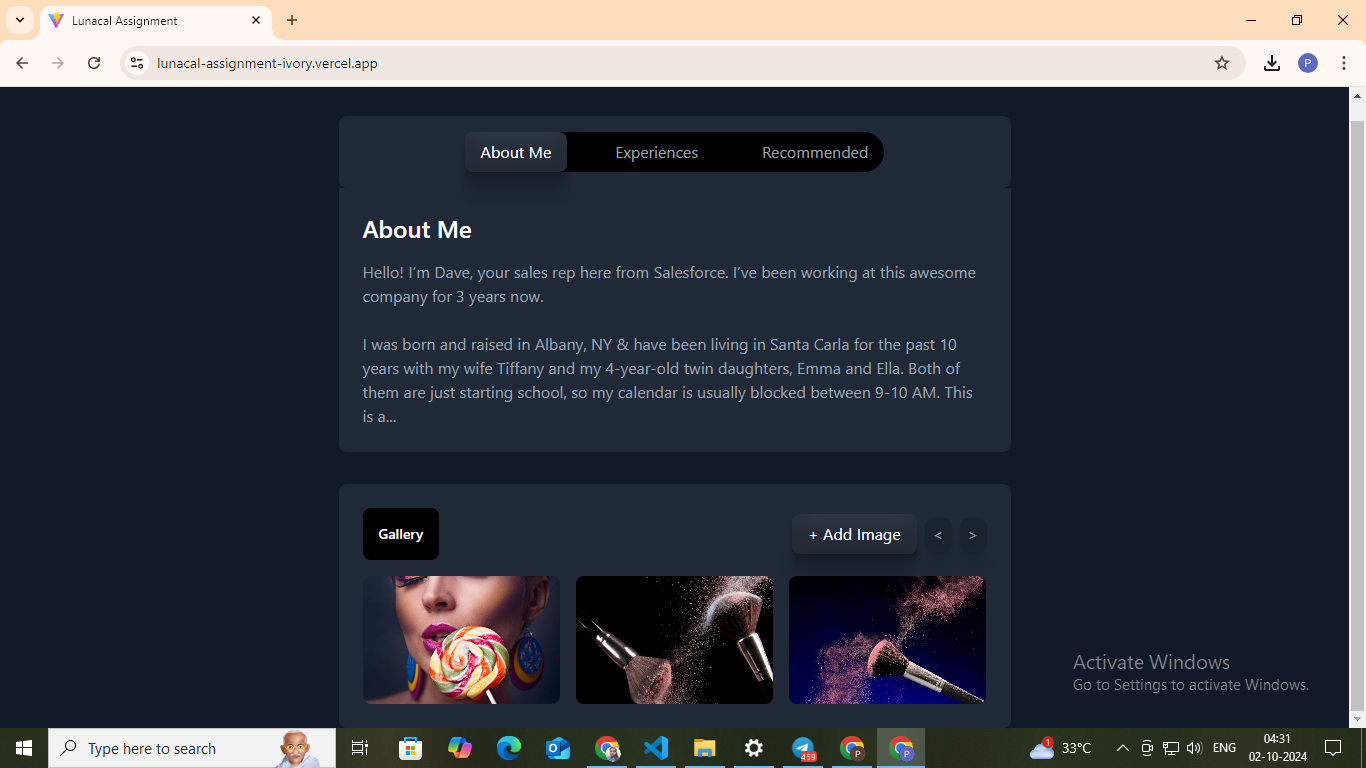 Lunacal Assignment
lunacal-assignment-ivory.vercel.app
P
About Me
Experiences
Recommended
About Me
Hello! I’m Dave, your sales rep here from Salesforce. I’ve been working at this awesome
company for 3 years now.
I was born and raised in Albany, NY & have been living in Santa Carla for the past 10
years with my wife Tiffany and my 4-year-old twin daughters, Emma and Ella. Both of
them are just starting school, so my calendar is usually blocked between 9-10 AM. This
is a...
Gallery
+ Add Image
<
>
Activate Windows
Go to Settings to activate Windows.
Type here to search
459
P
P
1
33°C
ENG
04:31
02-10-2024